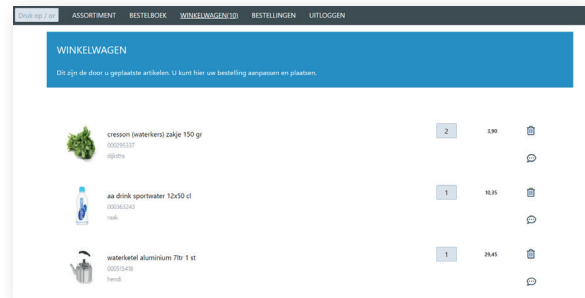 Druk op / or ASSORTIMENT BESTELBOEK WINKELWAGEN(10) BESTELLINGEN UITLOGGEN
WINKELWAGEN
Dit zijn de door u geplaatste artikelen. U kunt hier uw bestelling aanpassen en plaatsen.
cresson (waterkers) zakje 150 gr 2 3,90
000295337
dijkstra
aa drink sportwater 12x50 cl 1 10,35
000363243
raak
waterketel aluminium 7ltr 1 st 1 29,45
000515418
hendi